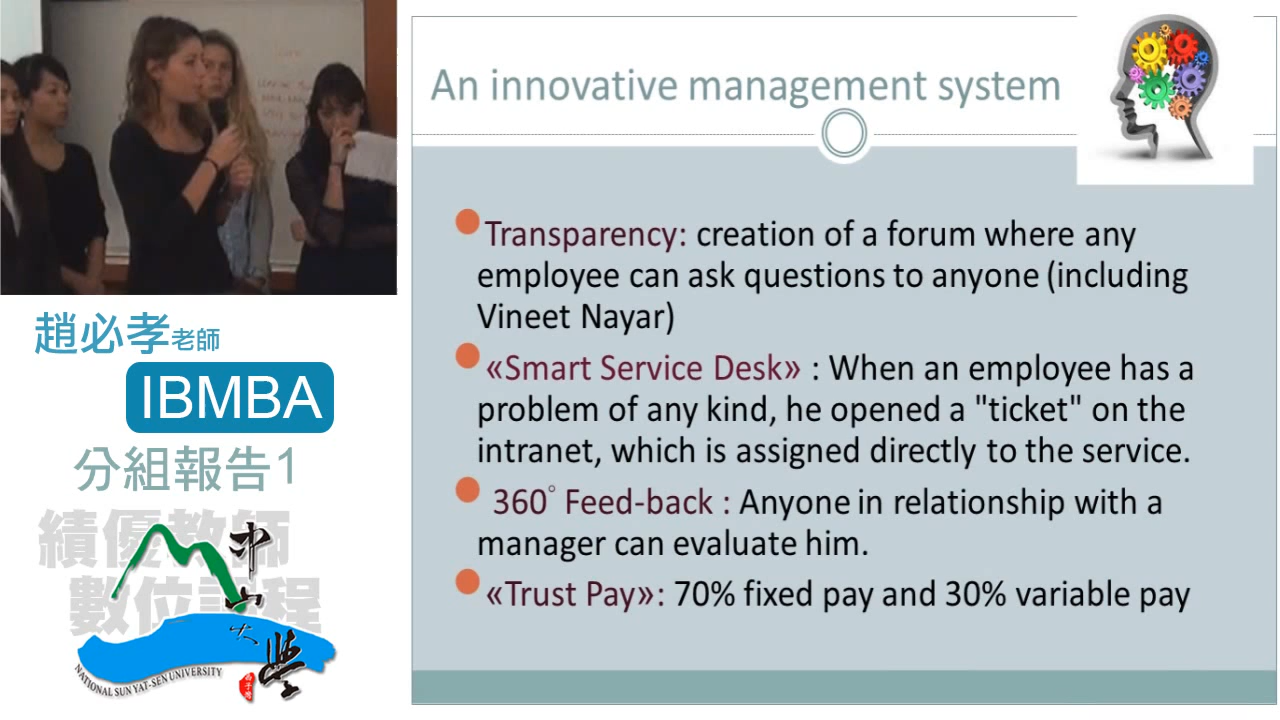 趙必孝老師
IBMBA
分組報告1
績優教師
數位課程
中山大學
NATIONAL SUN YAT-SEN UNIVERSITY
An innovative management system
Transparency: creation of a forum where any
employee can ask questions to anyone (including
Vineet Nayar)
«Smart Service Desk» : When an employee has a
problem of any kind, he opened a "ticket" on the
intranet, which is assigned directly to the service.
360° Feed-back : Anyone in relationship with a
manager can evaluate him.
«Trust Pay»: 70% fixed pay and 30% variable pay